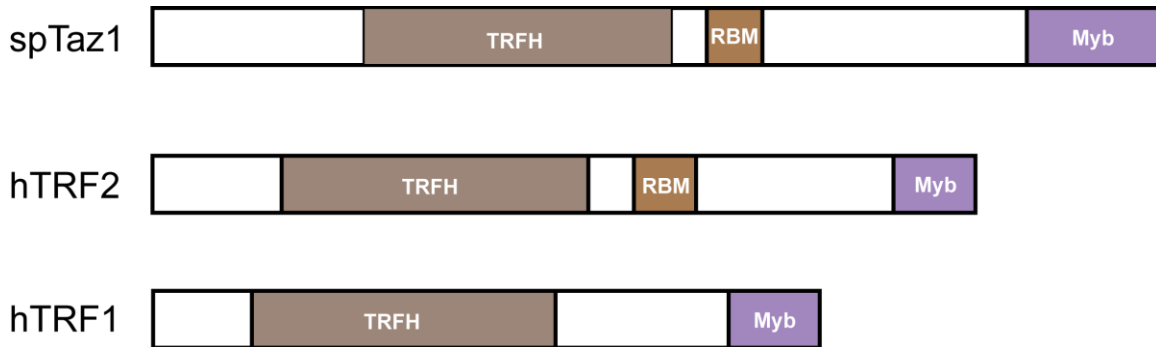 spTaz1 TRFH RBM Myb
hTRF2 TRFH RBM Myb
hTRF1 TRFH Myb